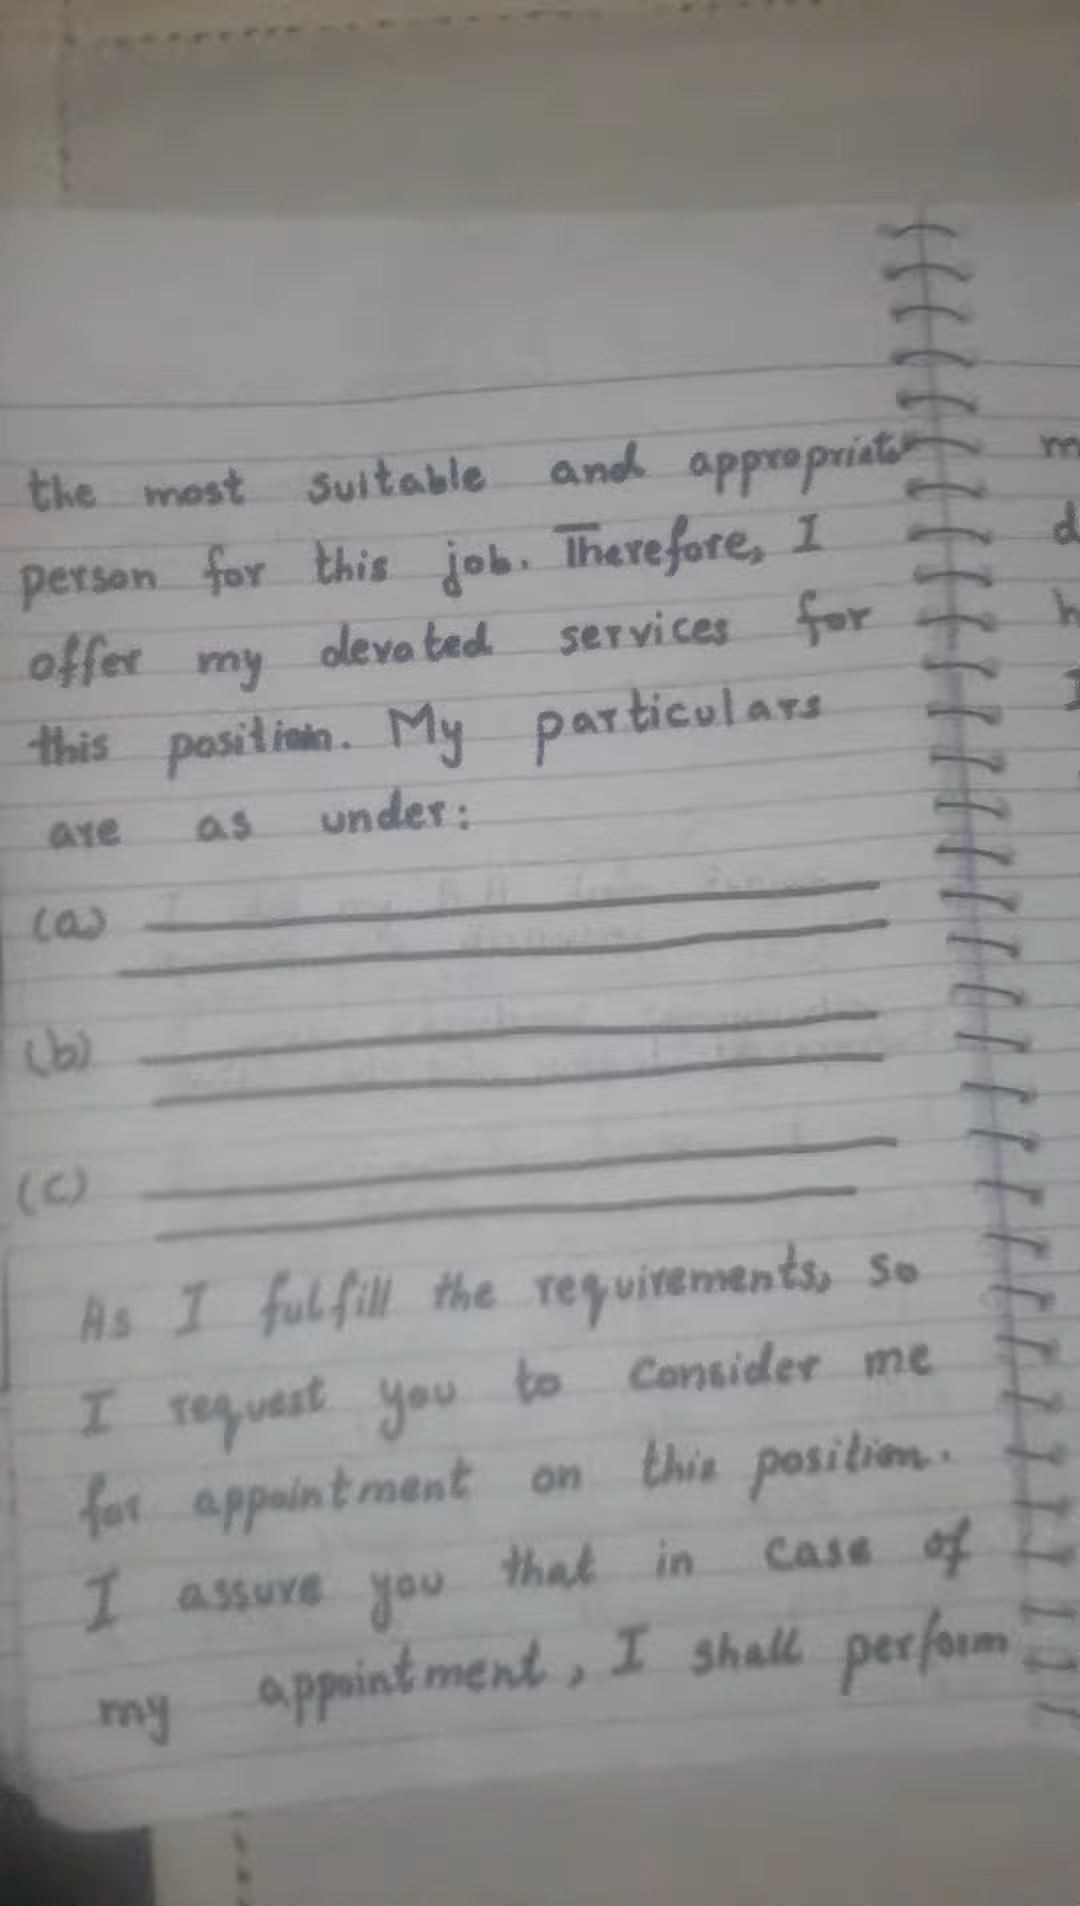 the most suitable and appropriate
person for this job. Therefore, I
offer my devoted services for
this position. My particulars
are as under:
(a)
(b)
(c)
As I fulfill the requirements, so
I request you to consider me
for appointment on this position.
I assure you that in case of
my appointment, I shall perform
m
d
h
I